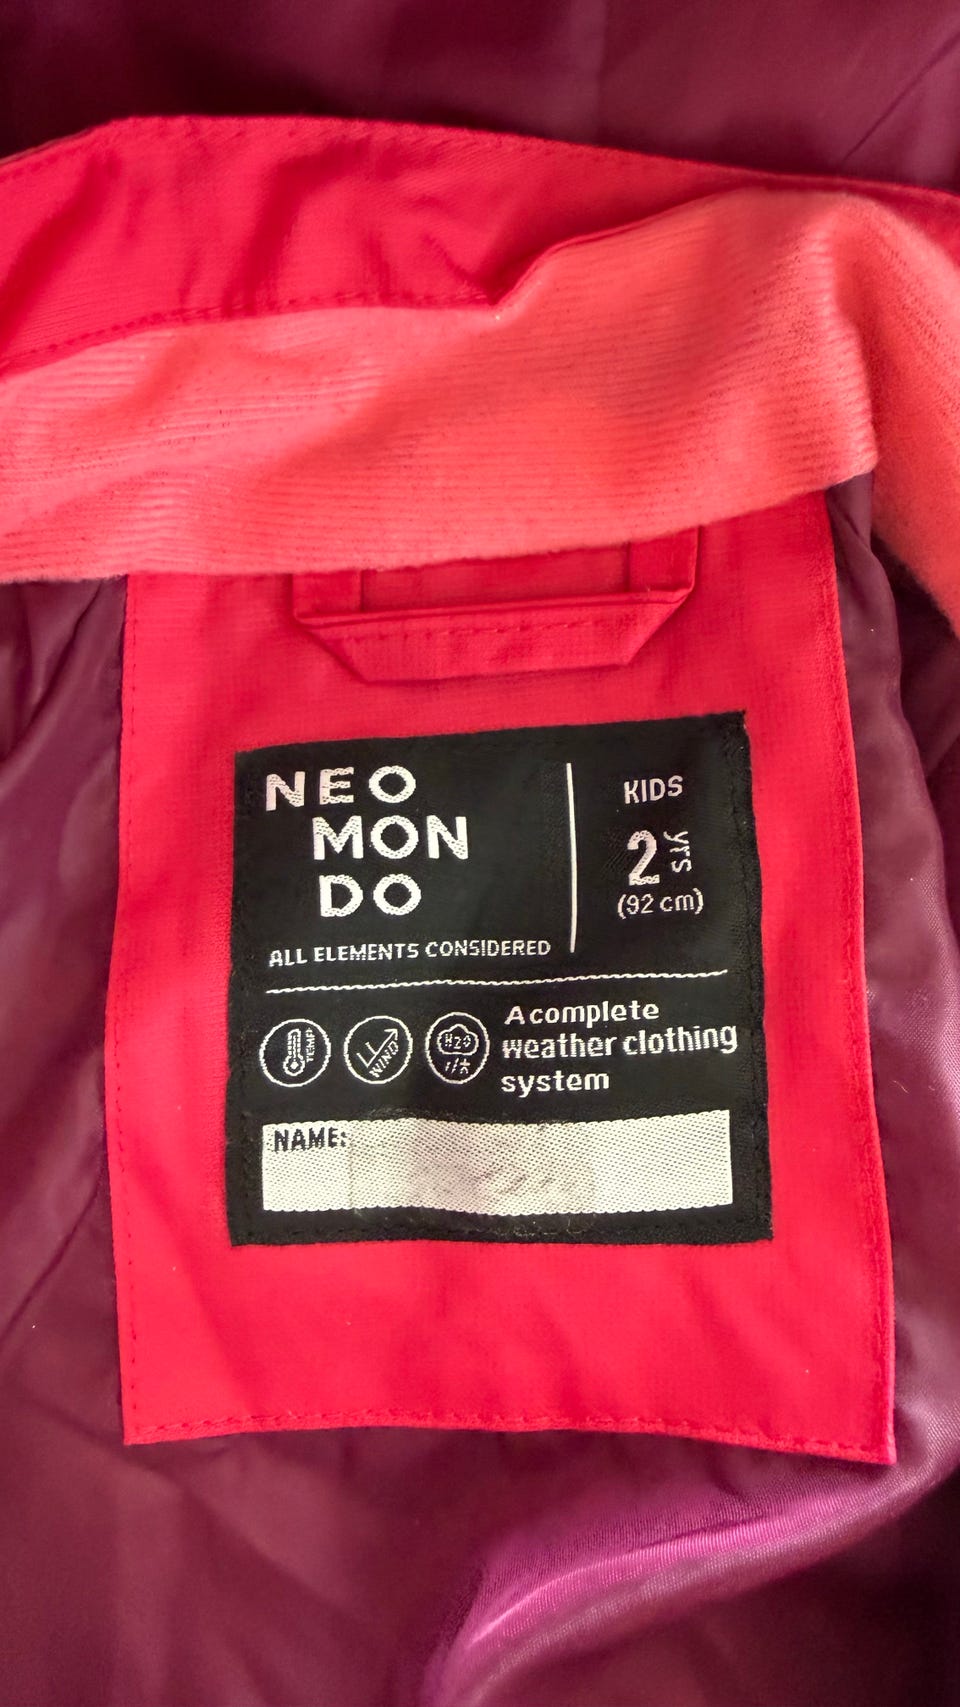 NEO
MON
DO
ALL ELEMENTS CONSIDERED
KIDS
2 yrs
(92 cm)
TEMP
WIND
H2O
A complete
weather clothing
system
NAME: